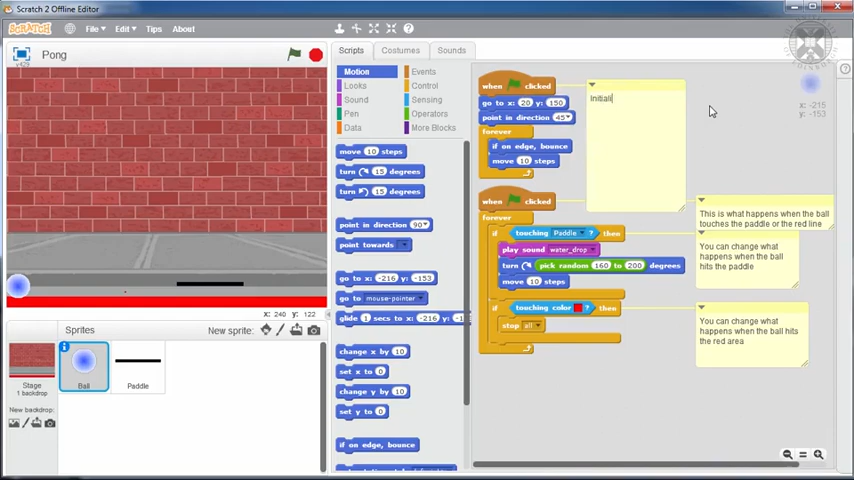 Scratch 2 Offline Editor
SCRATCH File▼ Edit▼ Tips About
Pong
v429
X: 240 y: 122
Sprites New sprite:
Stage
1 backdrop
New backdrop:
Ball
Paddle
Scripts Costumes Sounds
Motion Events
Looks Control
Sound Sensing
Pen Operators
Data More Blocks
move 10 steps
turn 15 degrees
turn 15 degrees
point in direction 90▼
point towards
go to x: -216 y: -153
go to mouse-pointer
glide 1 secs to x: -216 y: -15
change x by 10
set x to 0
change y by 10
set y to 0
if on edge, bounce
when clicked
go to x: 20 y: 150
point in direction 45▼
forever
if on edge, bounce
move 10 steps
Initiali
x: -215
y: -153
when clicked
forever
if touching Paddle ? then
play sound water_drop
turn pick random 160 to 200 degrees
move 10 steps
if touching color ? then
stop all
This is what happens when the ball
touches the paddle or the red line
You can change what
happens when the ball
hits the paddle
You can change what
happens when the ball hits
the red area